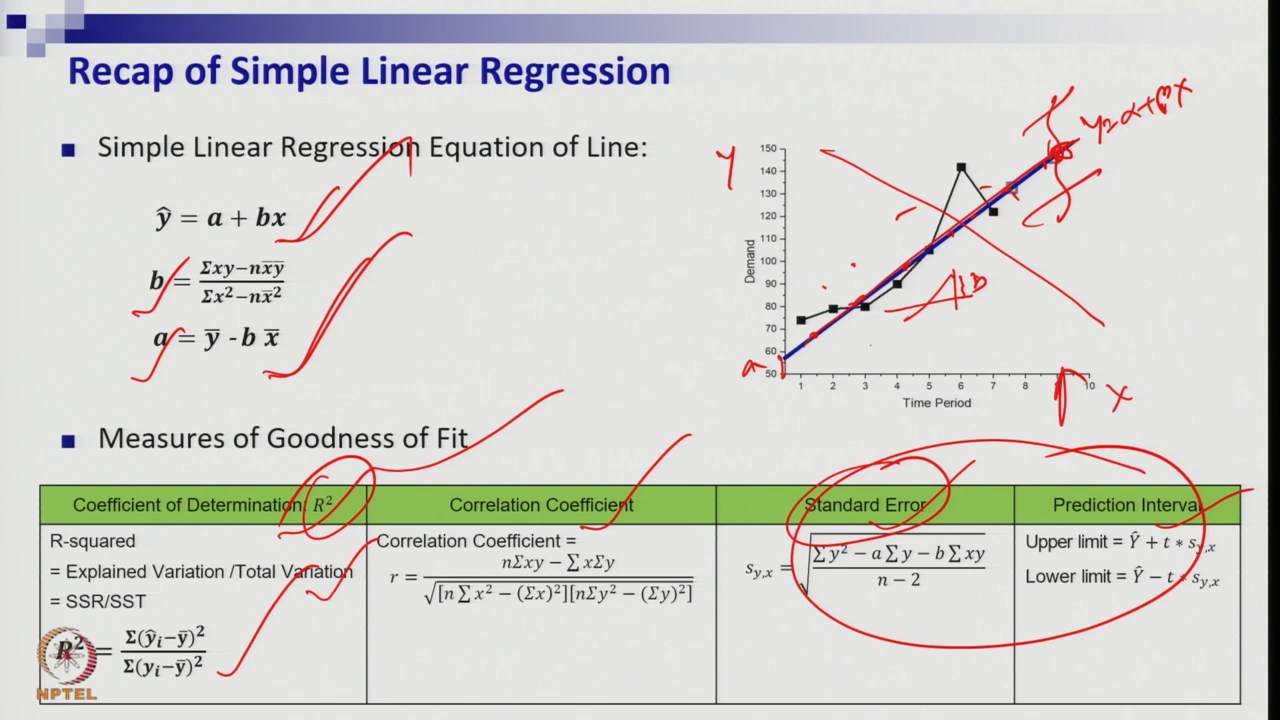 Recap of Simple Linear Regression
Simple Linear Regression Equation of Line:
ŷ = a + bx
b = (Σxy−nx̄ȳ)/(Σx²−nx̄²)
a = ȳ - b x̄
Y
y = α+βx
150
140
130
120
110
100
90
80
70
60
50
Demand
b
a
1 2 3 4 5 6 7 8 10
Time Period
X
Measures of Goodness of Fit
Coefficient of Determination R²
Correlation Coefficient
Standard Error
Prediction Interval
R-squared
= Explained Variation /Total Variation
= SSR/SST
R² = Σ(ŷᵢ−ȳ)²/Σ(yᵢ−ȳ)²
Correlation Coefficient =
r = (nΣxy − ΣxΣy)/√[n Σx² − (Σx)²][nΣy² − (Σy)²]
s_y,x = √((Σy² − a Σy − b Σxy)/(n − 2))
Upper limit = Ŷ + t * s_y,x
Lower limit = Ŷ − t * s_y,x
NPTEL